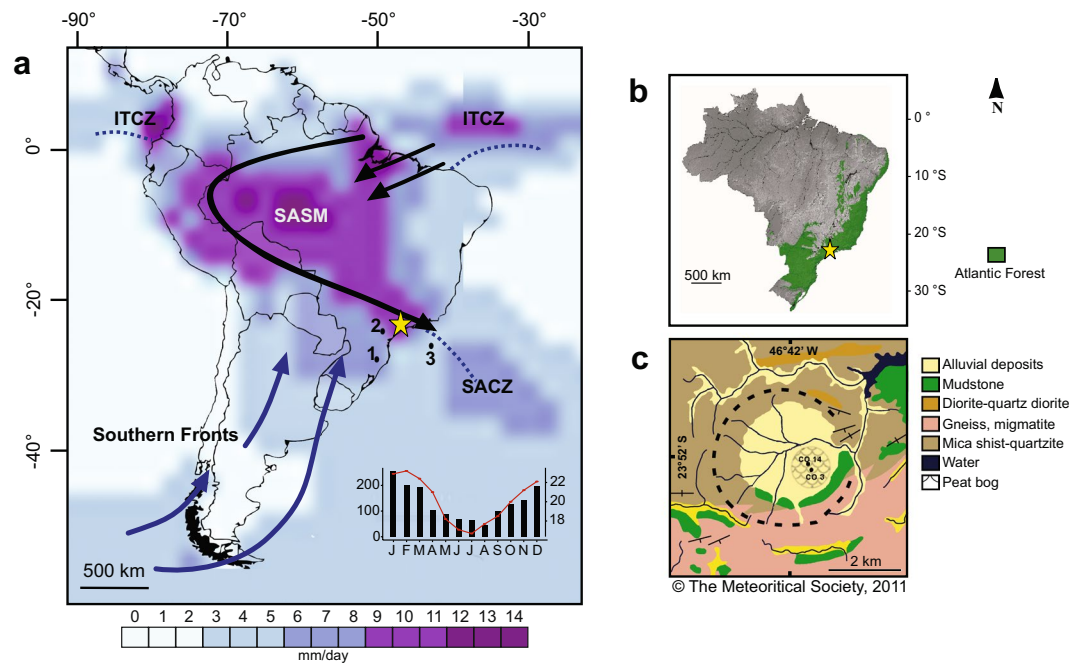 -90° -70° -50° -30°
a
ITCZ
ITCZ
0°
SASM
-20°
2
1
3
SACZ
Southern Fronts
-40°
200
100
0
22
20
18
J F M A M J J A S O N D
500 km
0 1 2 3 4 5 6 7 8 9 10 11 12 13 14
mm/day
b
N
0 °
10 °S
20 °S
30 °S
500 km
Atlantic Forest
c
46°42' W
23°52' S
CO 14
CO 3
2 km
Alluvial deposits
Mudstone
Diorite-quartz diorite
Gneiss, migmatite
Mica shist-quartzite
Water
Peat bog
© The Meteoritical Society, 2011